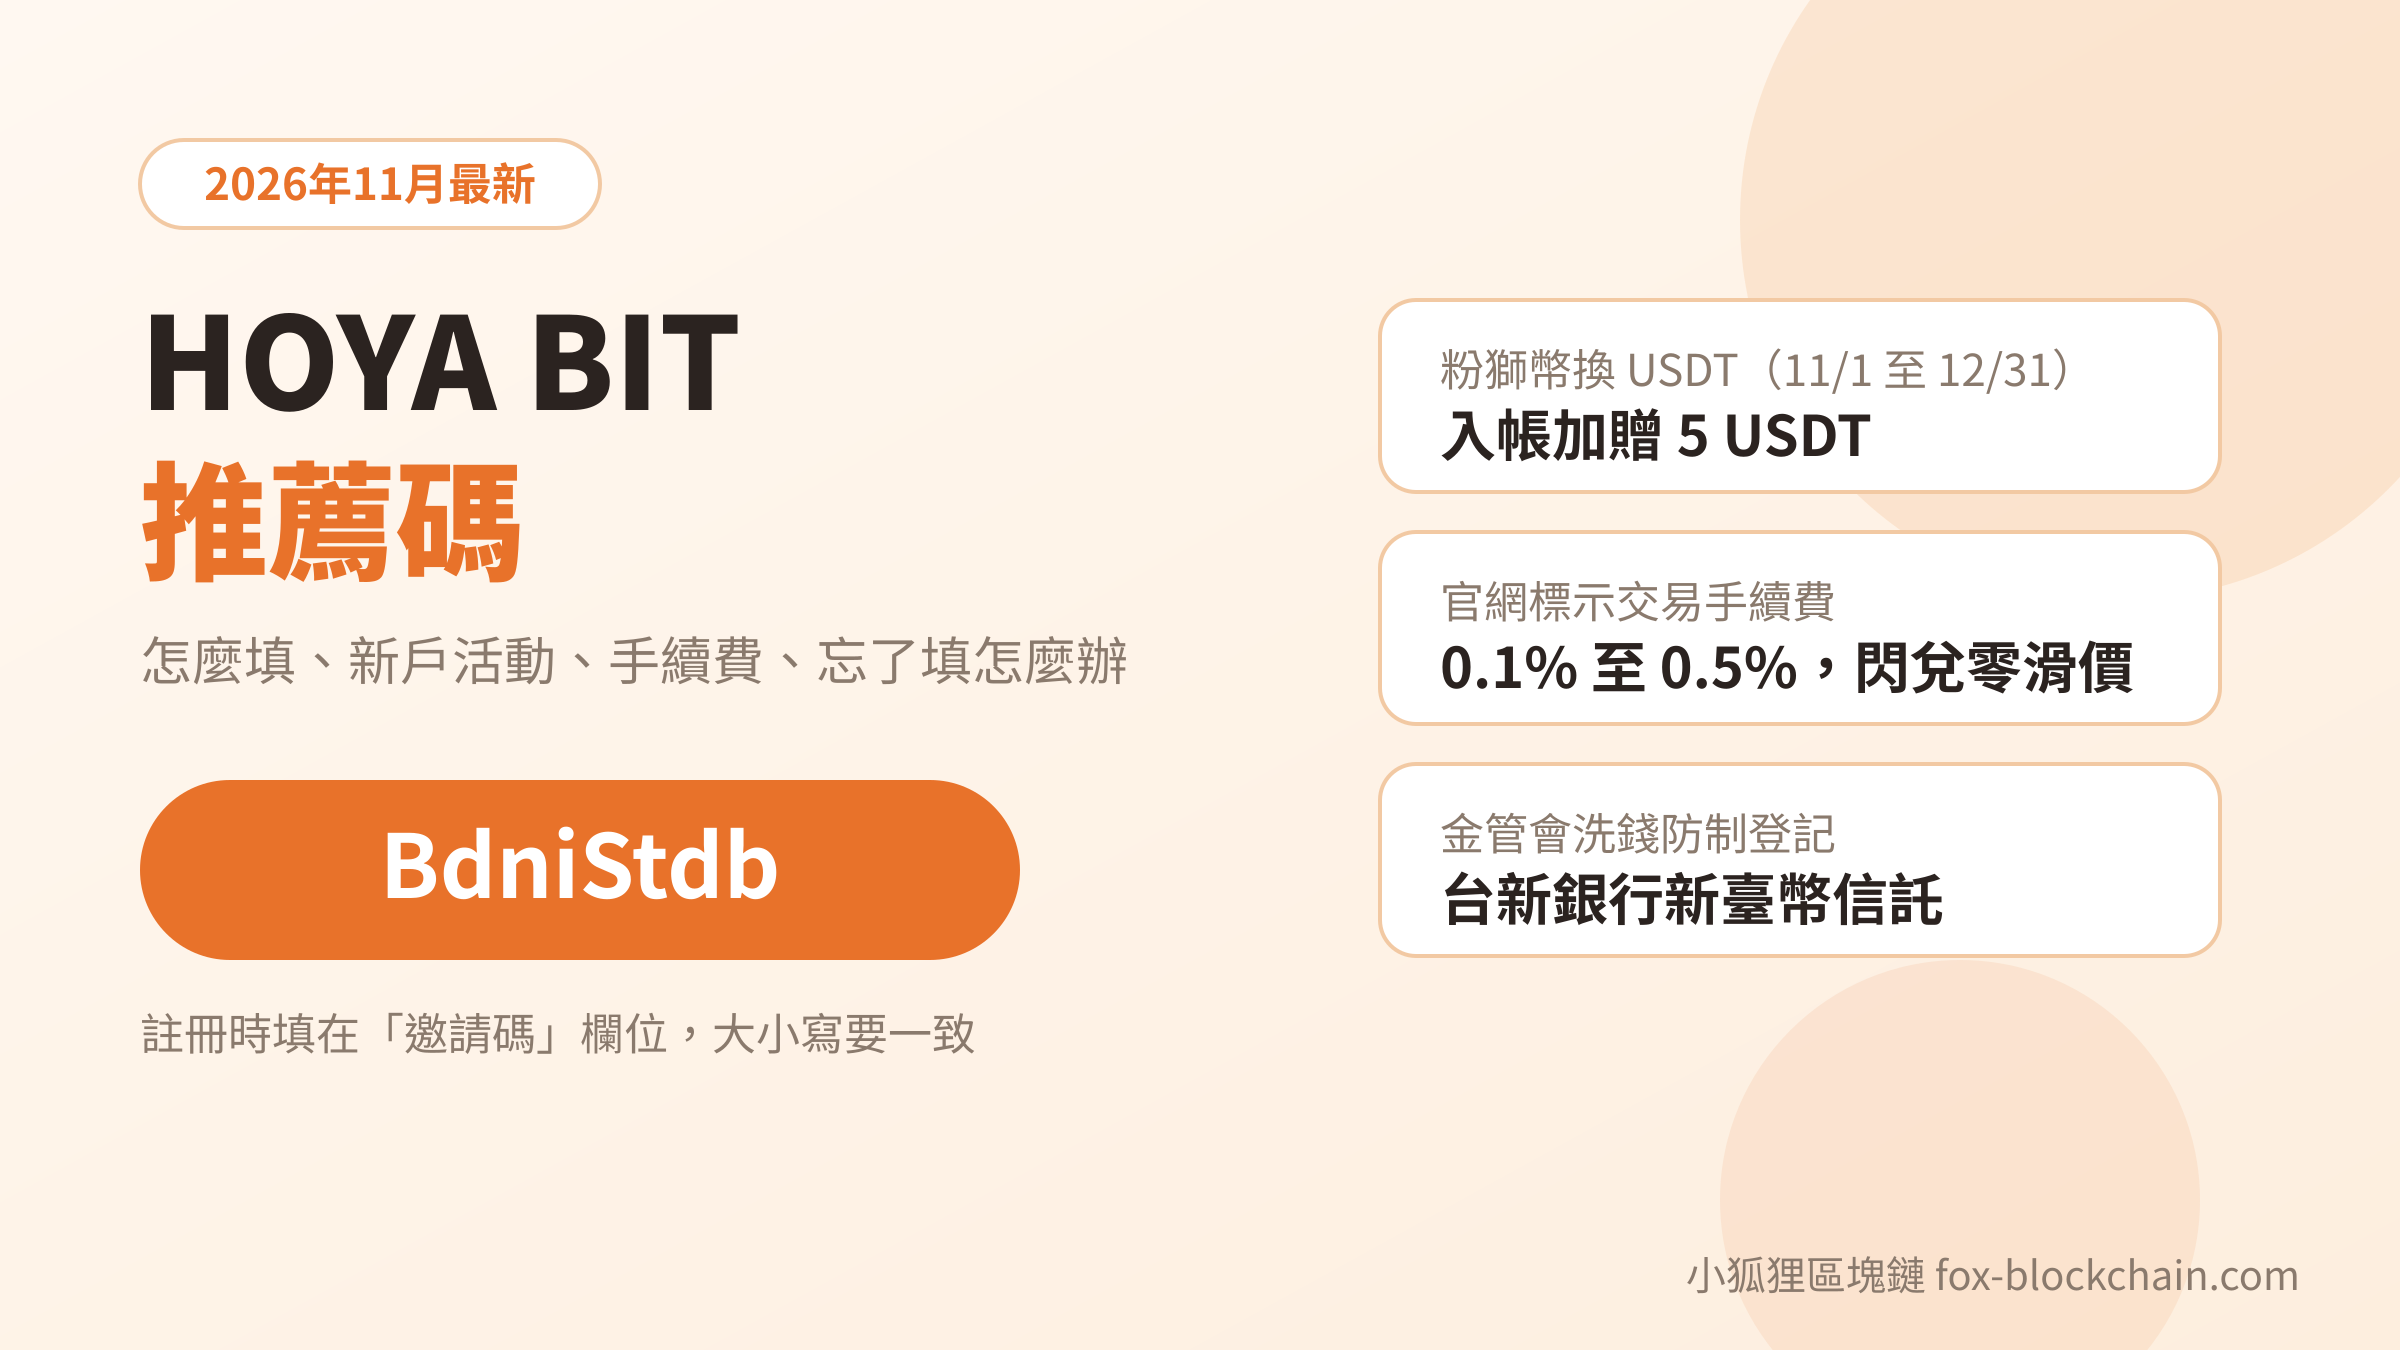 2026年11月最新
HOYA BIT
推薦碼
怎麼填、新戶活動、手續費、忘了填怎麼辦
BdniStdb
註冊時填在「邀請碼」欄位，大小寫要一致
粉獅幣換 USDT（11/1 至 12/31）
入帳加贈 5 USDT
官網標示交易手續費
0.1% 至 0.5%，閃兌零滑價
金管會洗錢防制登記
台新銀行新臺幣信託
小狐狸區塊鏈 fox-blockchain.com